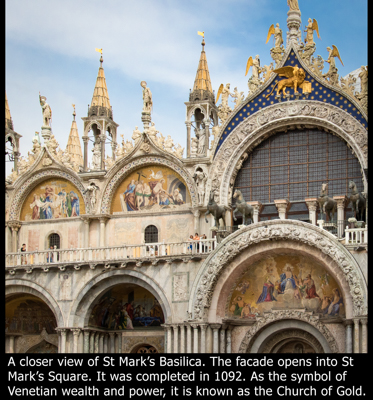 A closer view of St Mark's Basilica. The facade opens into St
Mark's Square. It was completed in 1092. As the symbol of
Venetian wealth and power, it is known as the Church of Gold.